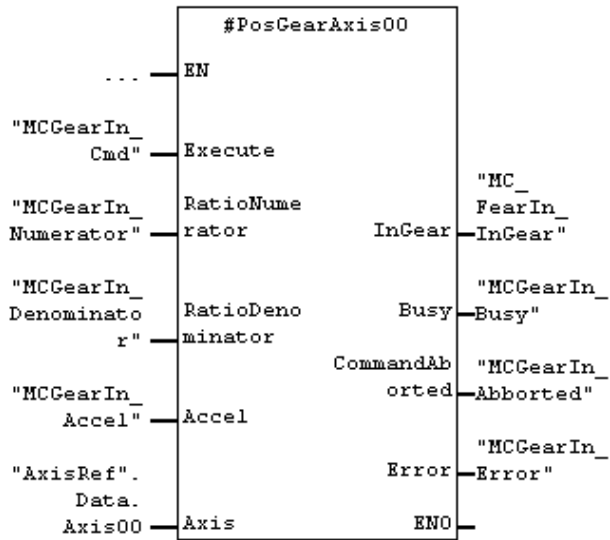 #PosGearAxis00
... EN
"MCGearIn_
Cmd" Execute
"MCGearIn_
Numerator"
RatioNume
rator
InGear
"MC_
FearIn_
InGear"
"MCGearIn_
Denominato
r"
RatioDeno
minator
Busy
"MCGearIn_
Busy"
CommandAb
orted
"MCGearIn_
Abborted"
"MCGearIn_
Accel"
Accel
Error
"MCGearIn_
Error"
"AxisRef".
Data.
Axis00
Axis
ENO